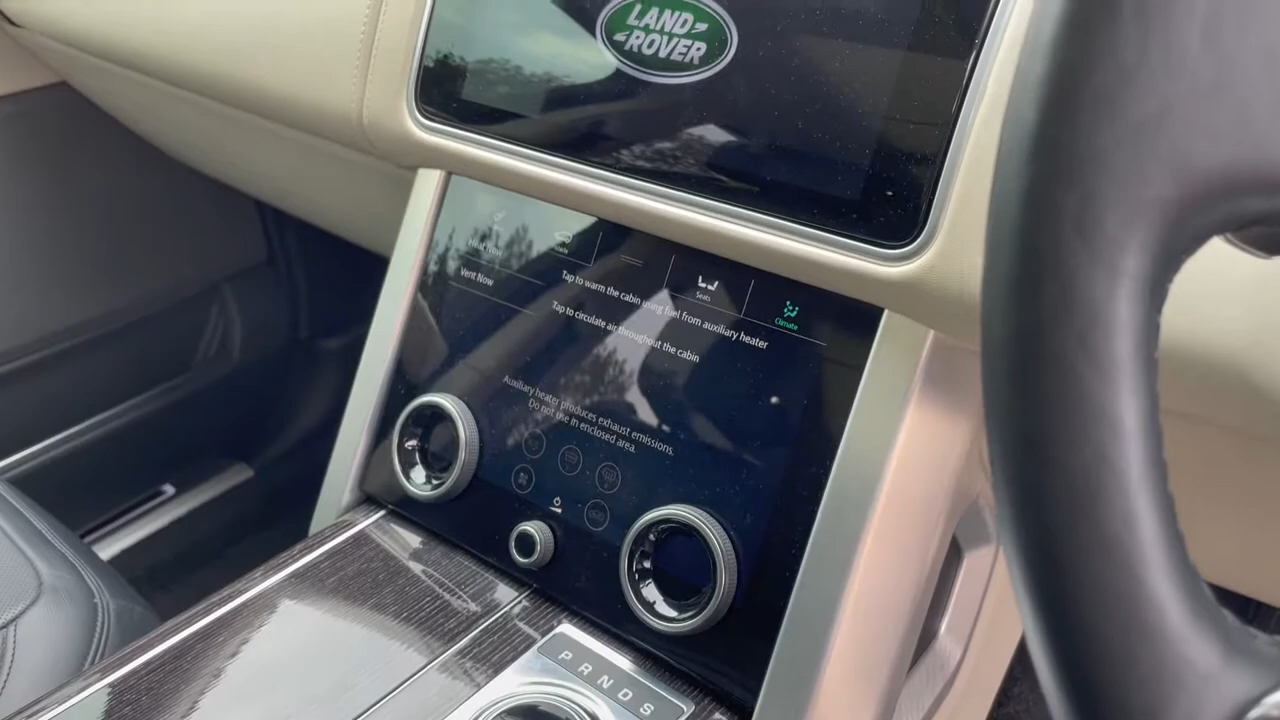 LAND
ROVER
Heat Now
Seats
Climate
Tap to warm the cabin using fuel from auxiliary heater
Vent Now
Tap to circulate air throughout the cabin
Auxiliary heater produces exhaust emissions.
Do not use in enclosed area.
P R N D S